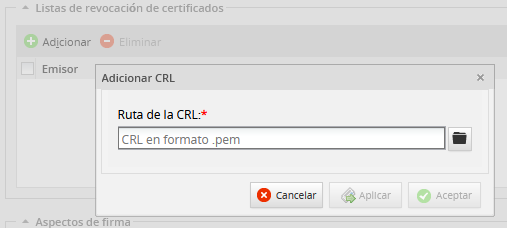 Listas de revocación de certificados
Adicionar Eliminar
Emisor
Adicionar CRL
Ruta de la CRL:*
CRL en formato .pem
Cancelar Aplicar Aceptar
Aspectos de firma